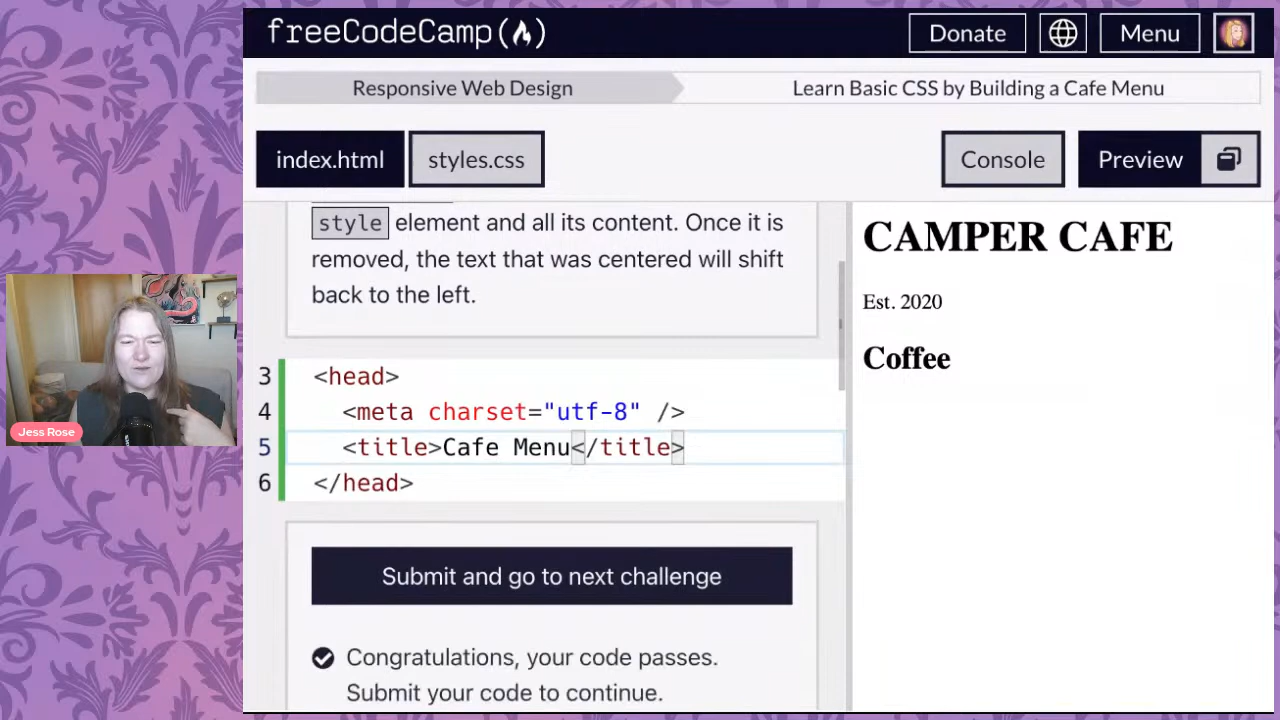 freeCodeCamp
Donate
Menu
Responsive Web Design
Learn Basic CSS by Building a Cafe Menu
index.html
styles.css
Console
Preview
style element and all its content. Once it is
removed, the text that was centered will shift
back to the left.
3 <head>
4 <meta charset="utf-8" />
5 <title>Cafe Menu</title>
6 </head>
Submit and go to next challenge
Congratulations, your code passes.
Submit your code to continue.
CAMPER CAFE
Est. 2020
Coffee
Jess Rose